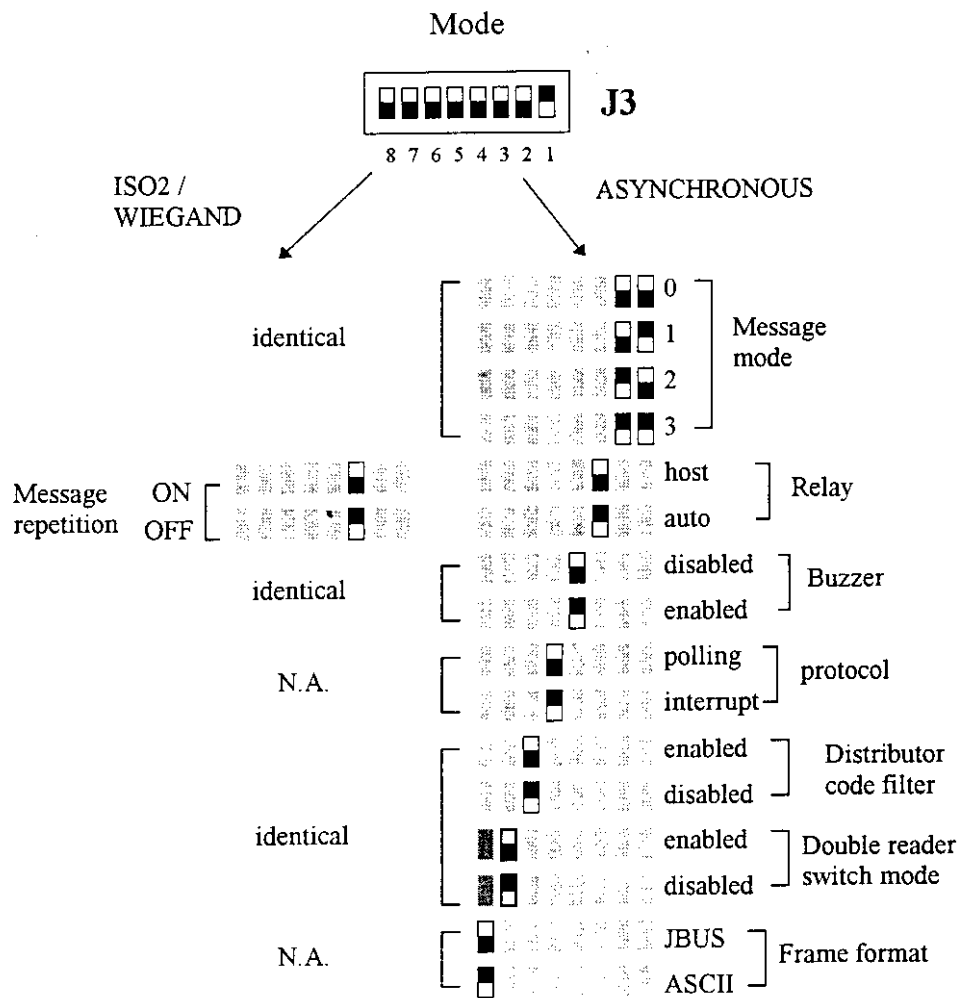 Mode
J3
8 7 6 5 4 3 2 1
ISO2 /
WIEGAND
ASYNCHRONOUS
identical
0
1
2
3
Message
mode
Message
repetition
ON
OFF
host
auto
Relay
identical
disabled
enabled
Buzzer
N.A.
polling
interrupt
protocol
identical
enabled
disabled
Distributor
code filter
enabled
disabled
Double reader
switch mode
N.A.
JBUS
ASCII
Frame format